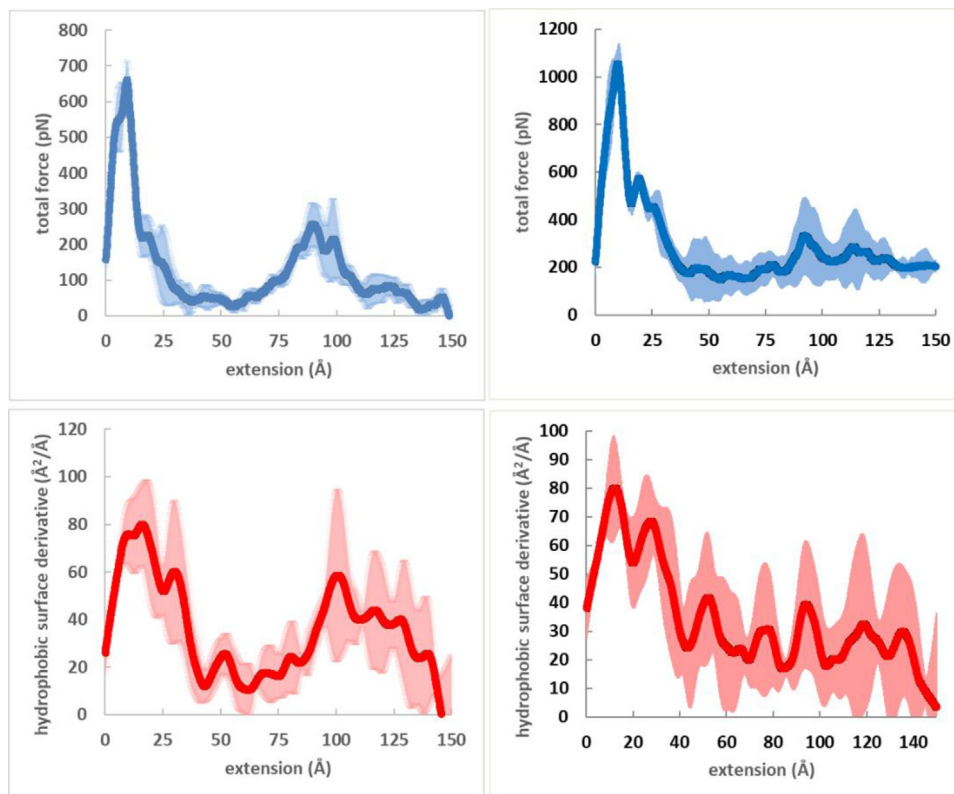 800
700
600
500
400
300
200
100
0
total force (pN)
0 25 50 75 100 125 150
extension (Å)
1200
1000
800
600
400
200
0
total force (pN)
0 25 50 75 100 125 150
extension (Å)
120
100
80
60
40
20
0
hydrophobic surface derivative (Å²/Å)
0 25 50 75 100 125 150
extension (Å)
100
90
80
70
60
50
40
30
20
10
0
hydrophobic surface derivative (Å²/Å)
0 20 40 60 80 100 120 140
extension (Å)